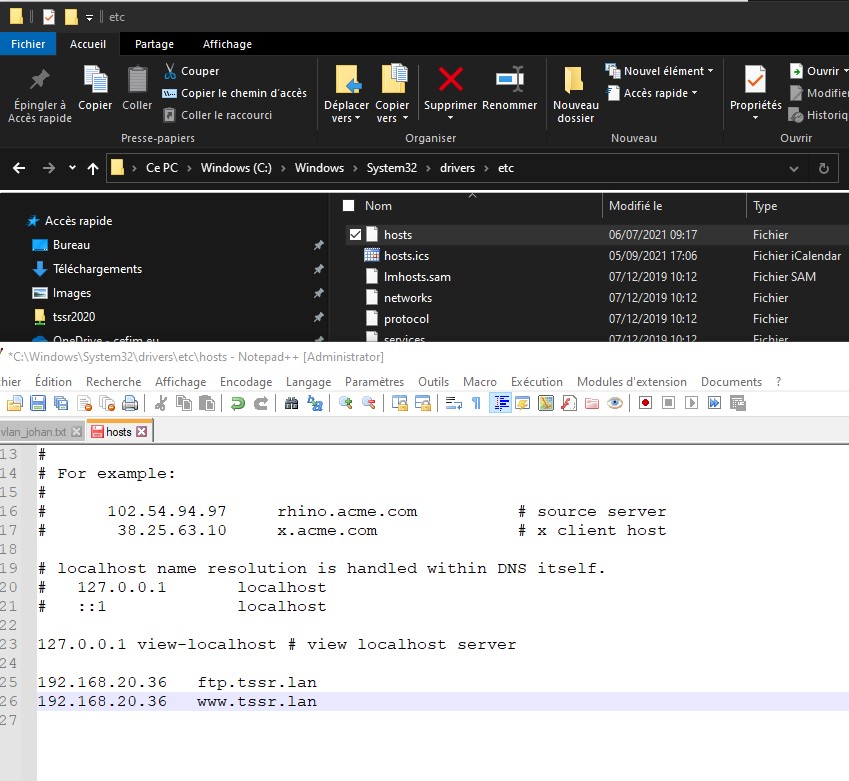 etc
Fichier Accueil Partage Affichage
Épingler à Accès rapide
Copier
Coller
Couper
Copier le chemin d'accès
Coller le raccourci
Déplacer vers
Copier vers
Supprimer
Renommer
Nouveau dossier
Nouvel élément
Accès rapide
Propriétés
Ouvrir
Modifier
Historiq
Presse-papiers Organiser Nouveau Ouvrir
Ce PC > Windows (C:) > Windows > System32 > drivers > etc
Accès rapide
Bureau
Téléchargements
Images
tssr2020
OneDrive - cefim.eu
Nom Modifié le Type
hosts 06/07/2021 09:17 Fichier
hosts.ics 05/09/2021 17:06 Fichier iCalendar
lmhosts.sam 07/12/2019 10:12 Fichier SAM
networks 07/12/2019 10:12 Fichier
protocol 07/12/2019 10:12 Fichier
services 07/12/2019 10:12 Fichier
*C:\Windows\System32\drivers\etc\hosts - Notepad++ [Administrator]
hier Édition Recherche Affichage Encodage Langage Paramètres Outils Macro Exécution Modules d'extension Documents ?
vlan_johan.txt hosts
13 #
14 # For example:
15 #
16 # 102.54.94.97 rhino.acme.com # source server
17 # 38.25.63.10 x.acme.com # x client host
18
19 # localhost name resolution is handled within DNS itself.
20 # 127.0.0.1 localhost
21 # ::1 localhost
22
23 127.0.0.1 view-localhost # view localhost server
24
25 192.168.20.36 ftp.tssr.lan
26 192.168.20.36 www.tssr.lan
27